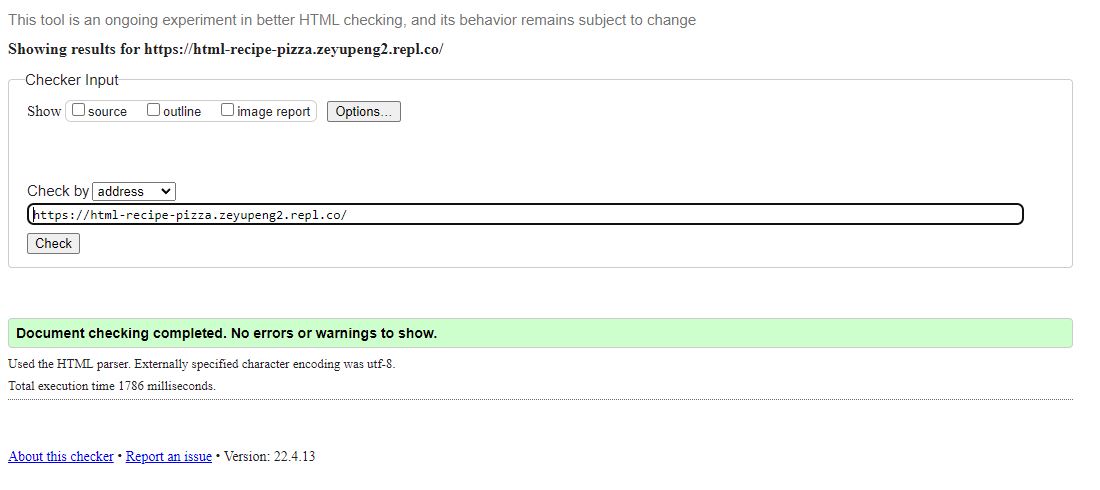 This tool is an ongoing experiment in better HTML checking, and its behavior remains subject to change
Showing results for https://html-recipe-pizza.zeyupeng2.repl.co/
Checker Input
Show source outline image report Options...
Check by address
https://html-recipe-pizza.zeyupeng2.repl.co/
Check
Document checking completed. No errors or warnings to show.
Used the HTML parser. Externally specified character encoding was utf-8.
Total execution time 1786 milliseconds.
About this checker • Report an issue • Version: 22.4.13